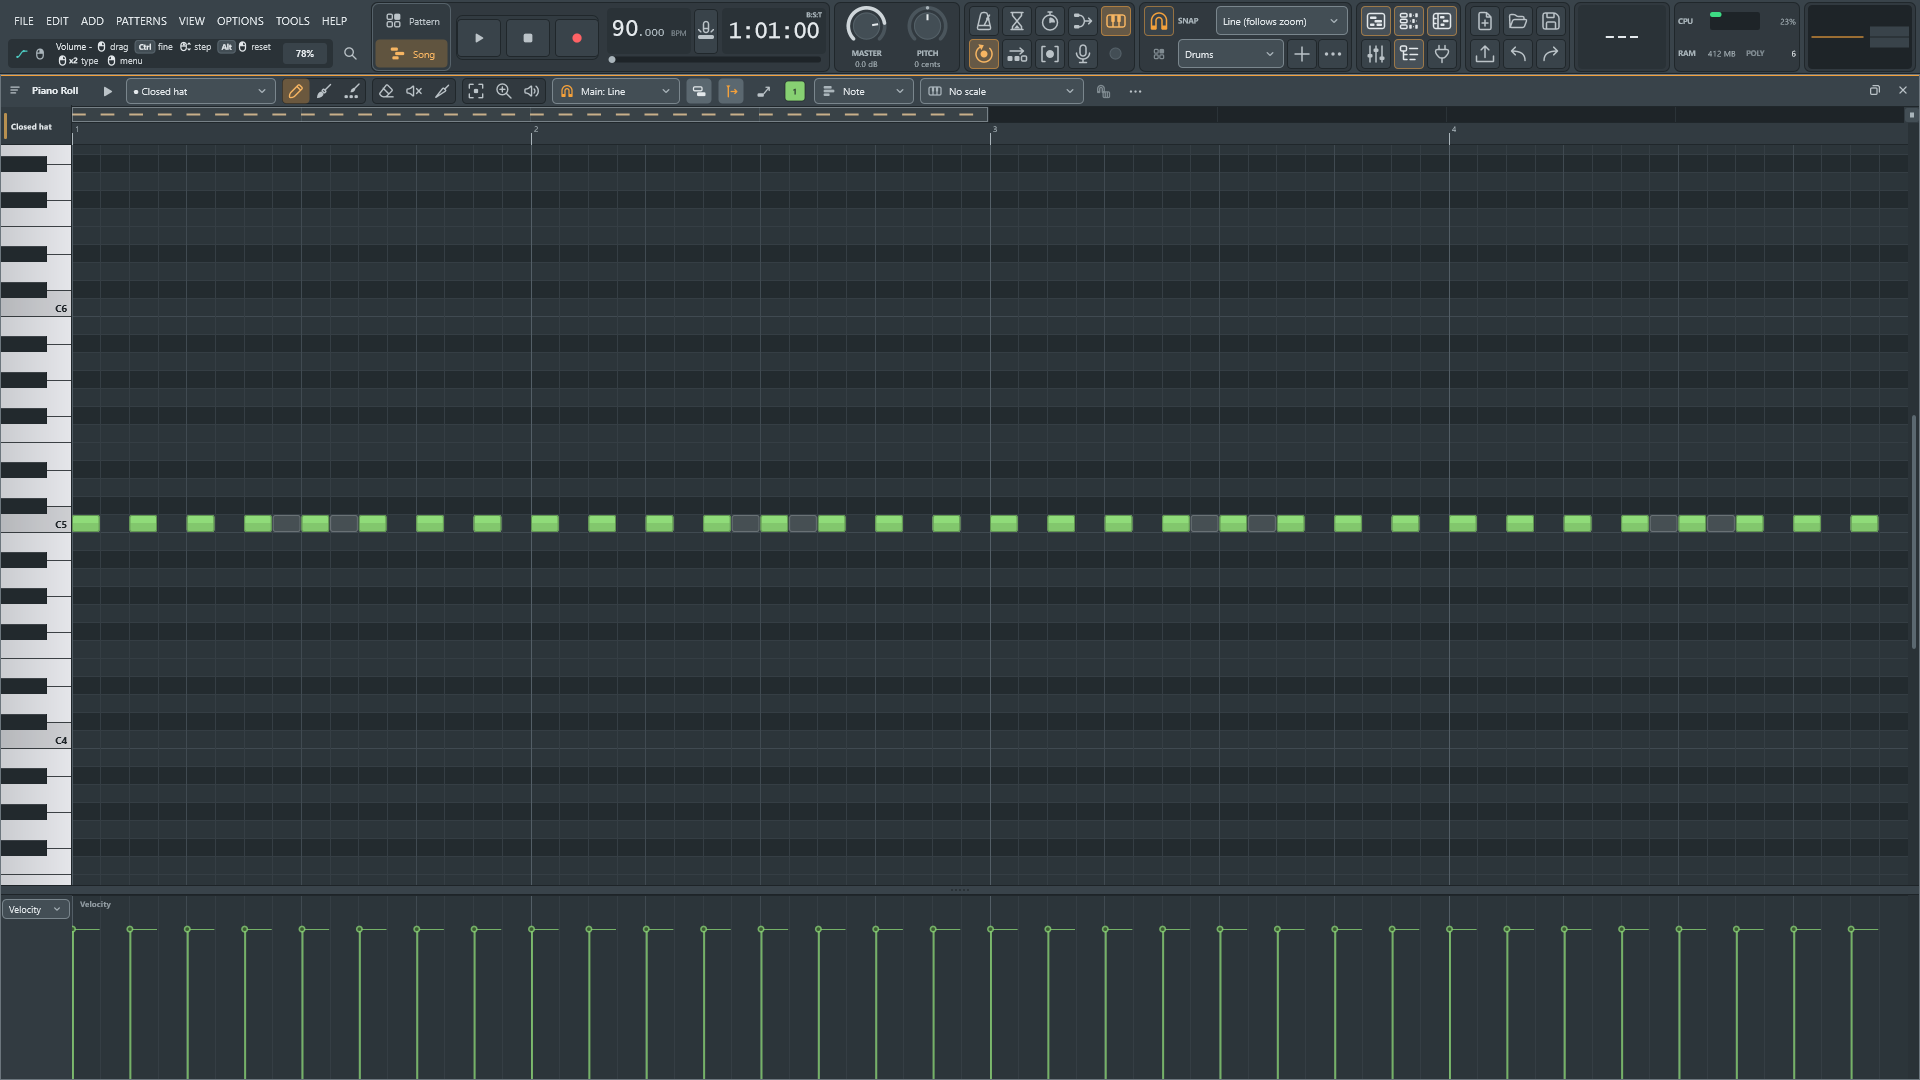 FILE EDIT ADD PATTERNS VIEW OPTIONS TOOLS HELP
Volume - drag Ctrl fine step Alt reset
x2 type menu
78%
Pattern
Song
90.000 BPM
B:S:T
1:01:00
MASTER
0.0 dB
PITCH
0 cents
SNAP
Line (follows zoom)
Drums
CPU 23%
RAM 412 MB POLY 6
Piano Roll
Closed hat
Main: Line
1
Note
No scale
Closed hat
1 2 3 4
C6
C5
C4
Velocity
Velocity